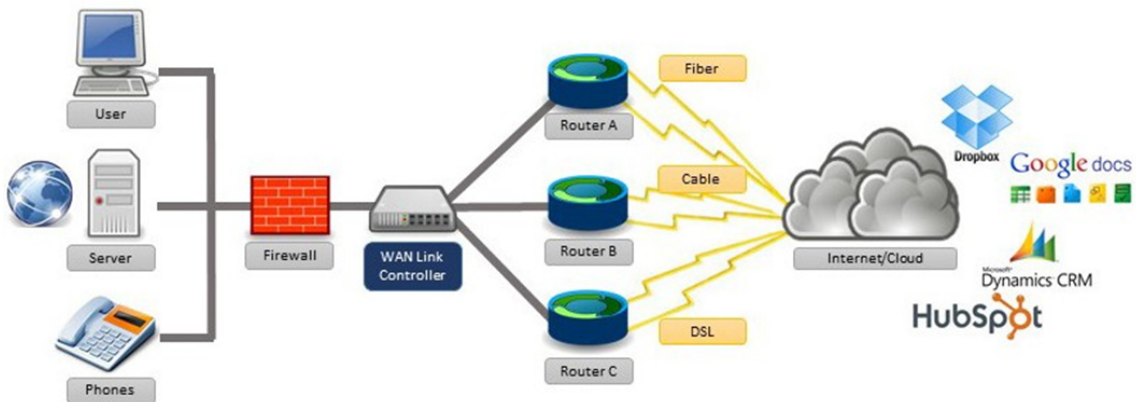 User
Server
Phones
Firewall
WAN Link
Controller
Router A
Router B
Router C
Fiber
Cable
DSL
Internet/Cloud
Dropbox
Google docs
Microsoft
Dynamics CRM
HubSpot